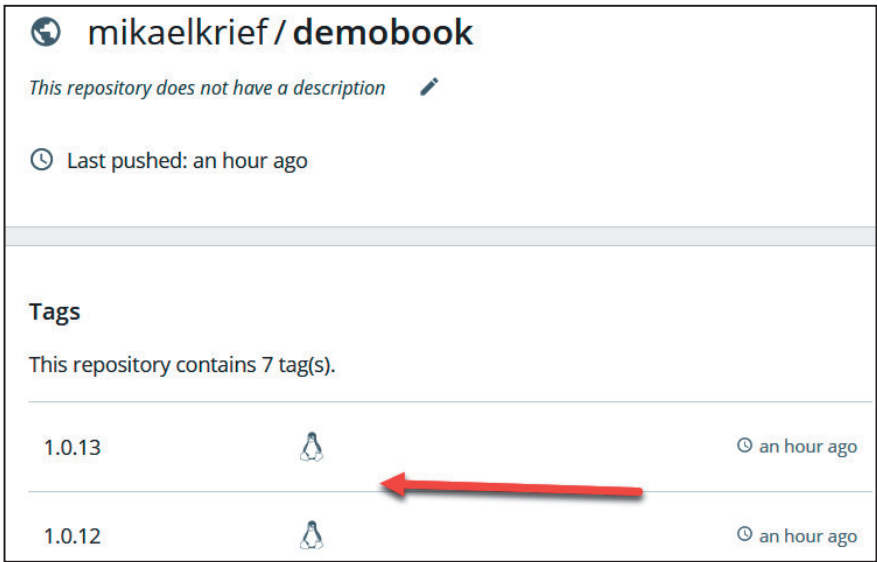 mikaelkrief / demobook
This repository does not have a description
Last pushed: an hour ago
Tags
This repository contains 7 tag(s).
1.0.13 an hour ago
1.0.12 an hour ago